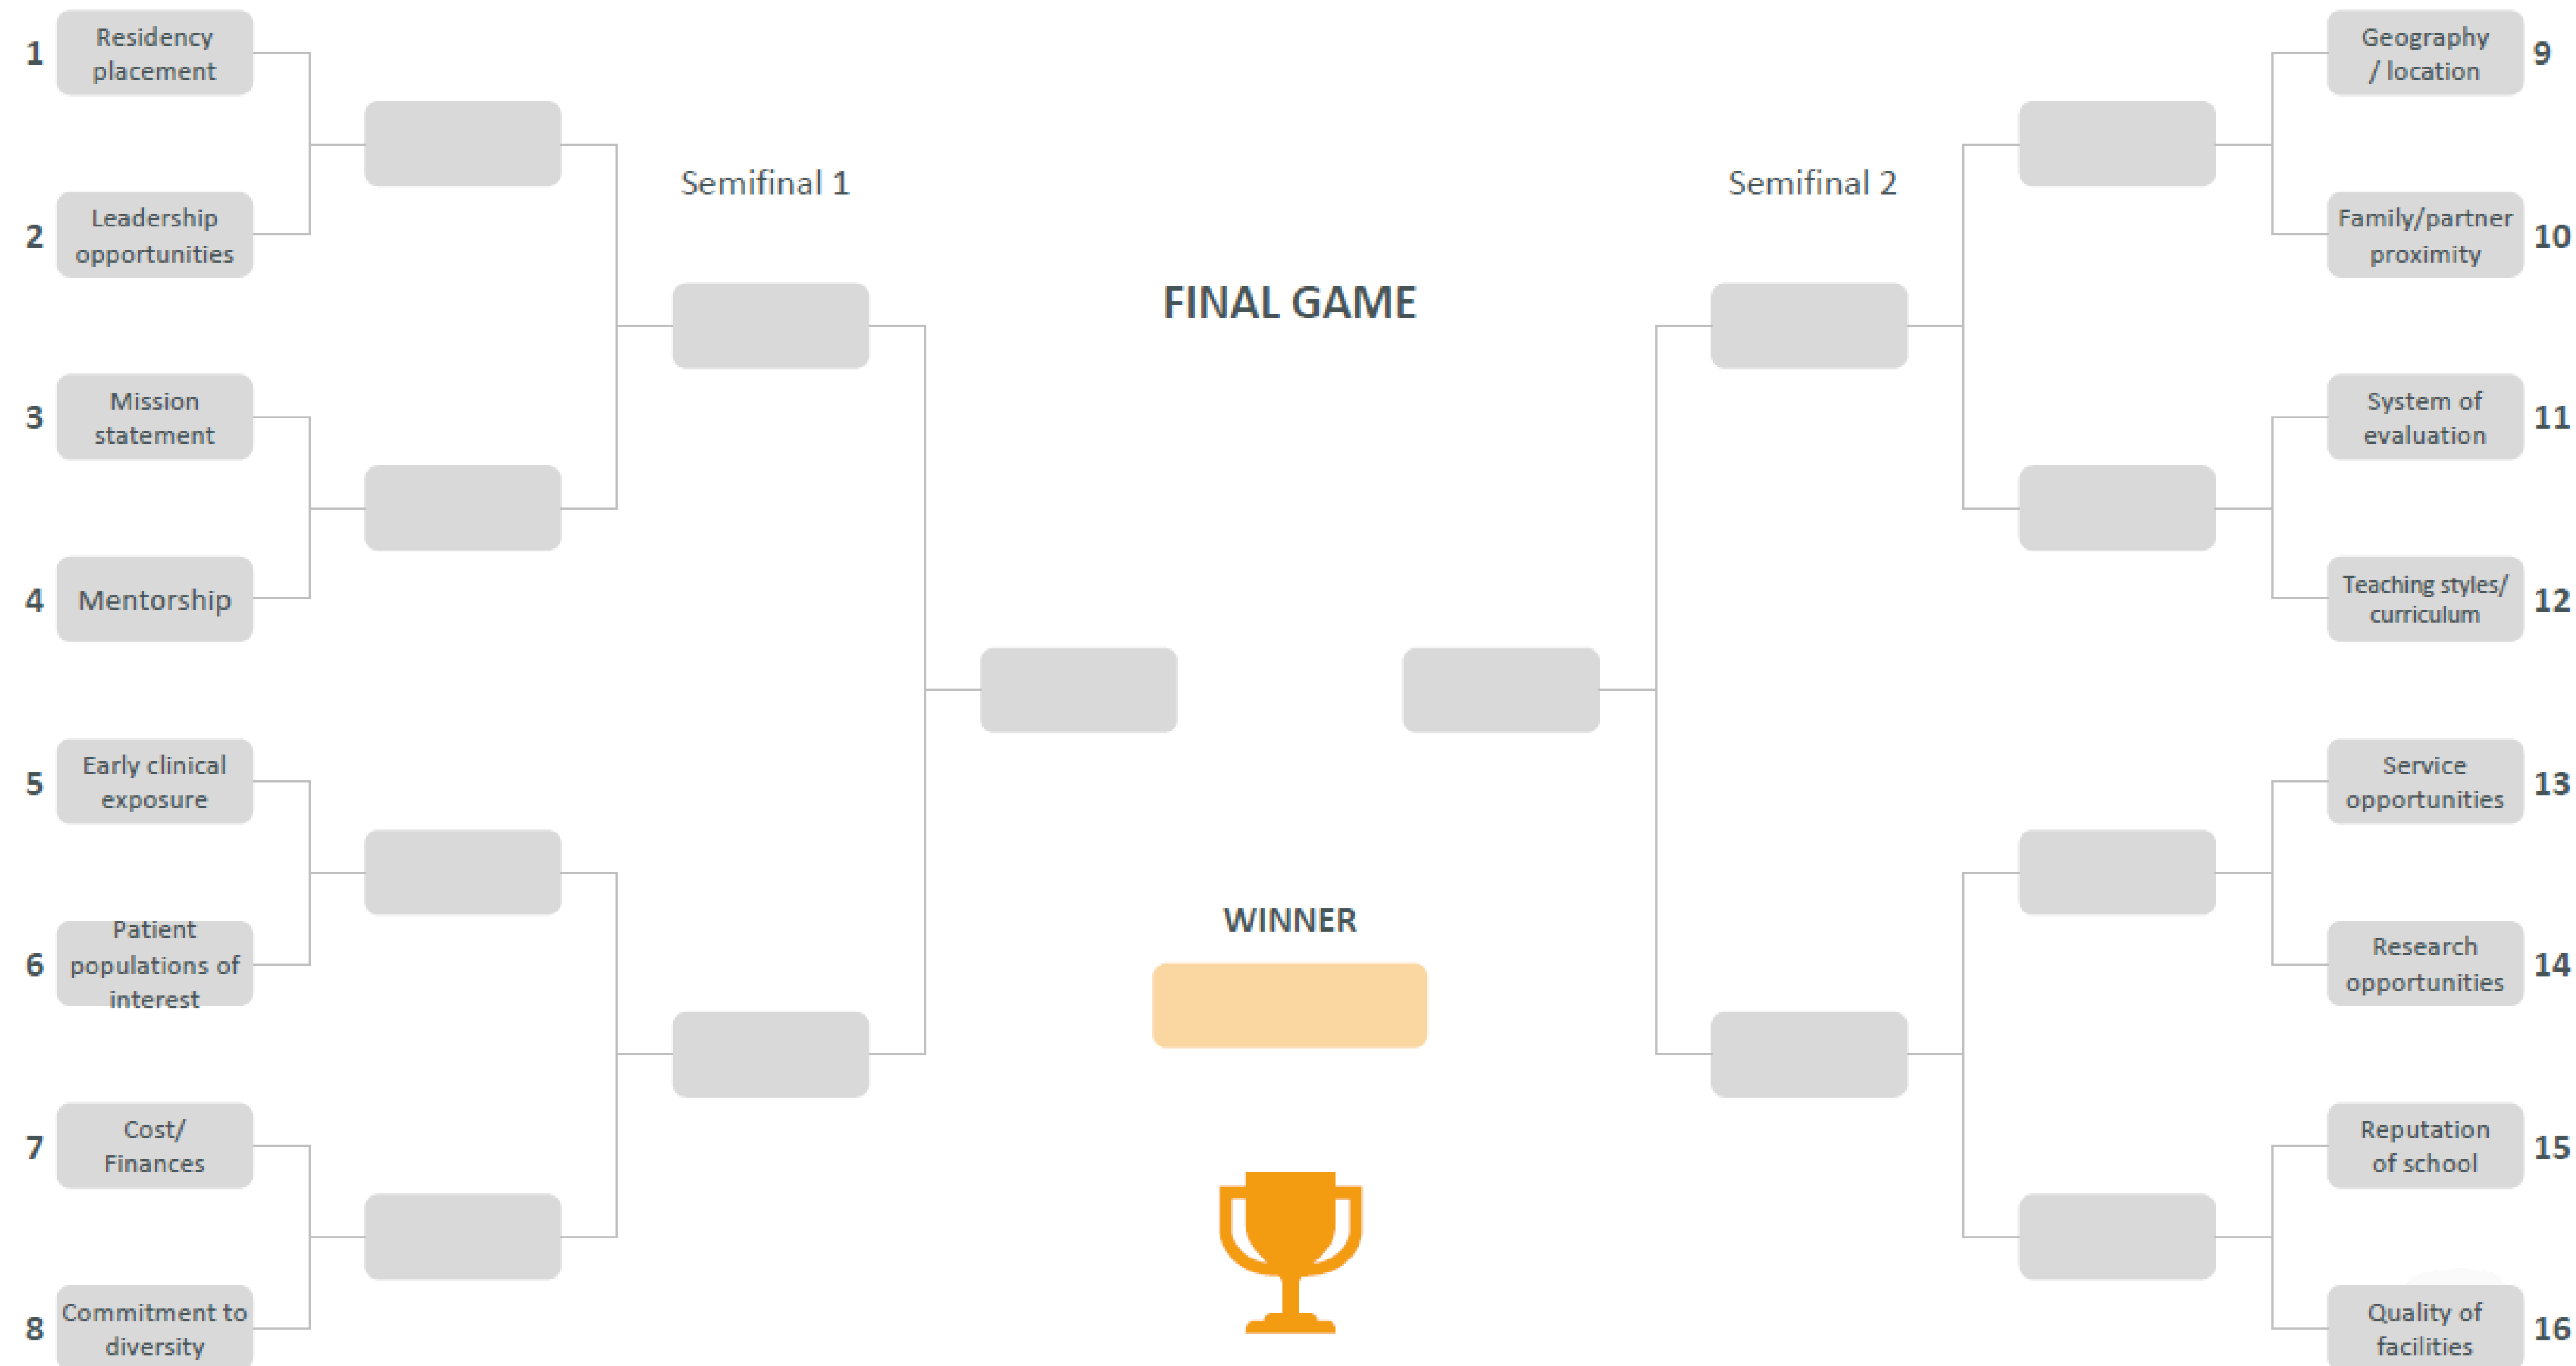 1
Residency
placement
2
Leadership
opportunities
3
Mission
statement
4
Mentorship
5
Early clinical
exposure
6
Patient
populations of
interest
7
Cost/
Finances
8
Commitment to
diversity
Semifinal 1
FINAL GAME
WINNER
Semifinal 2
Geography
/ location
9
Family/partner
proximity
10
System of
evaluation
11
Teaching styles/
curriculum
12
Service
opportunities
13
Research
opportunities
14
Reputation
of school
15
Quality of
facilities
16